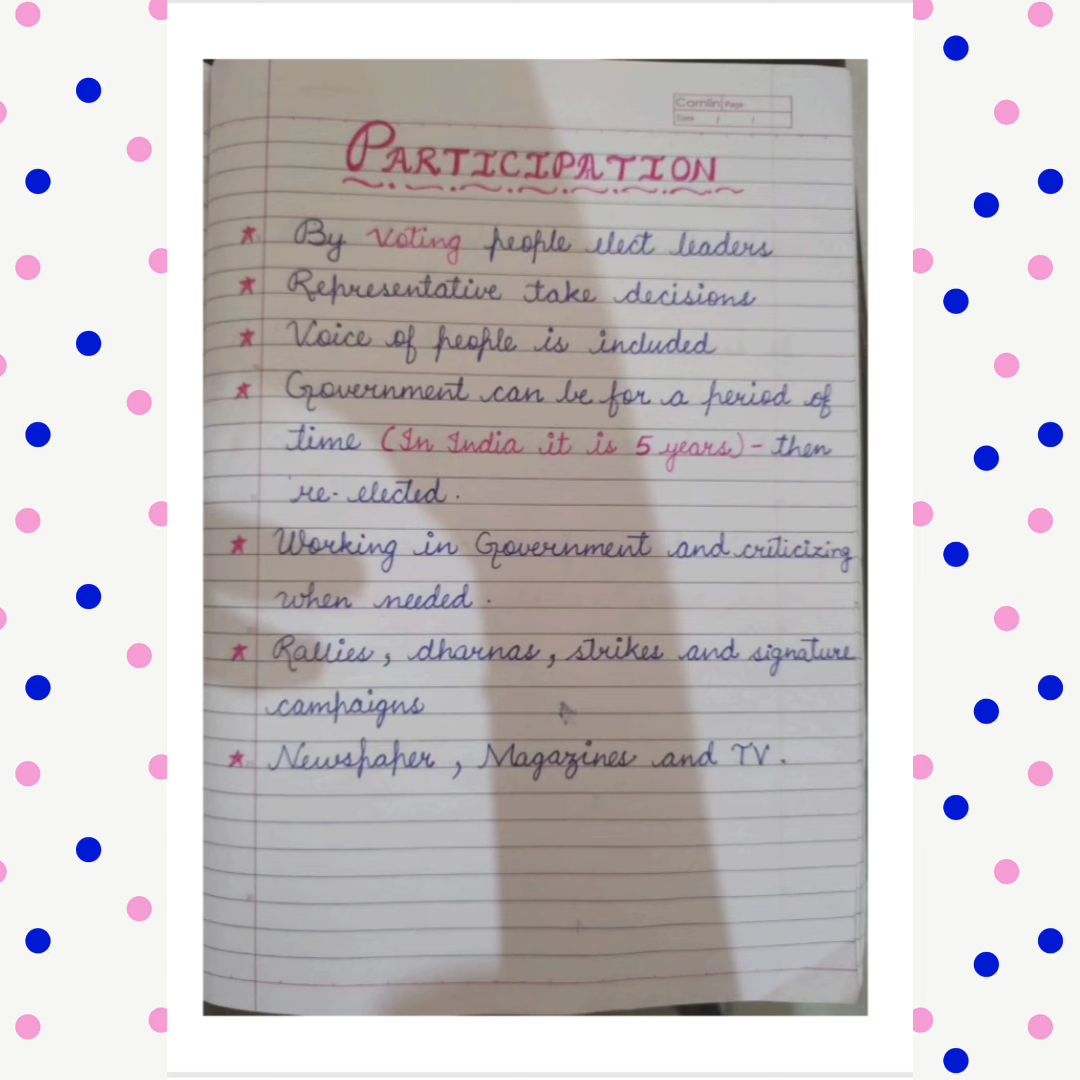 Camlin Page
Date / /
PARTICIPATION
By Voting people elect leaders
Representative take decisions
Voice of people is included
Government can be for a period of
time (In India it is 5 years) - then
re-elected.
Working in Government and criticizing
when needed.
Rallies, dharnas, strikes and signature
campaigns
Newspaper, Magazines and TV.